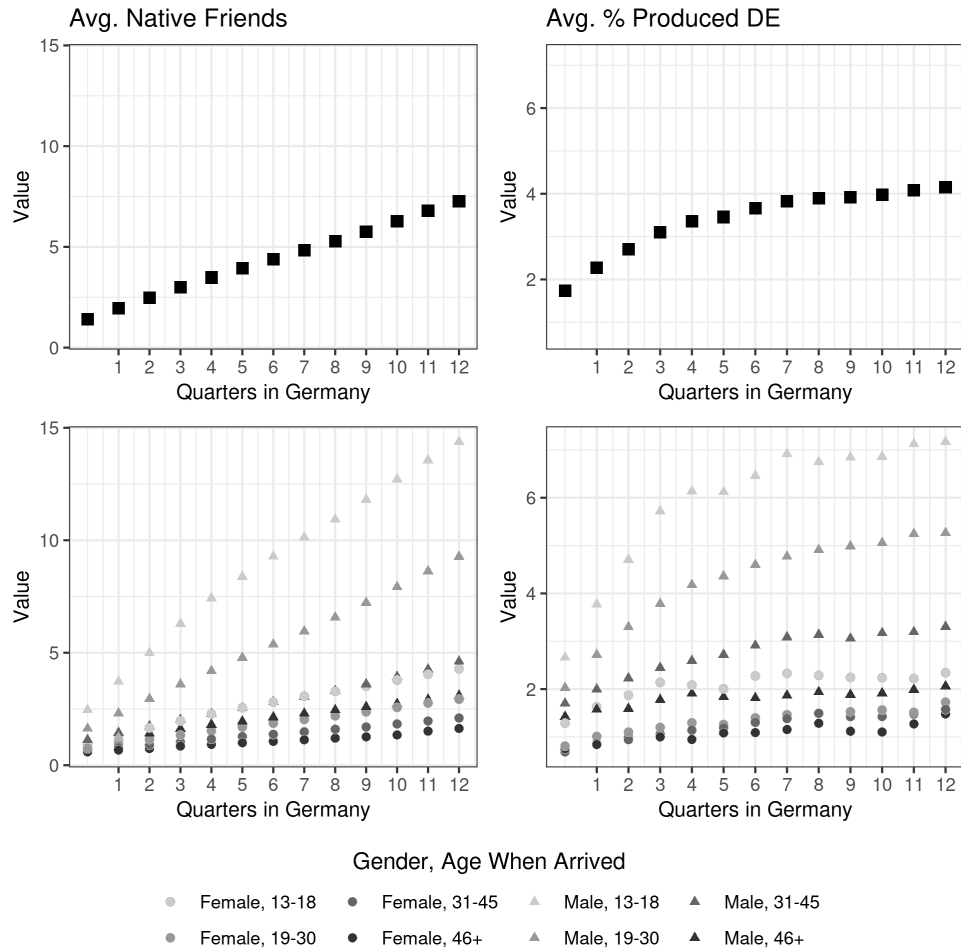 Avg. Native Friends
Avg. % Produced DE
15
10
5
0
Value
1 2 3 4 5 6 7 8 9 10 11 12
Quarters in Germany
6
4
2
Value
1 2 3 4 5 6 7 8 9 10 11 12
Quarters in Germany
15
10
5
0
Value
1 2 3 4 5 6 7 8 9 10 11 12
Quarters in Germany
6
4
2
Value
1 2 3 4 5 6 7 8 9 10 11 12
Quarters in Germany
Gender, Age When Arrived
Female, 13-18 Female, 31-45 Male, 13-18 Male, 31-45
Female, 19-30 Female, 46+ Male, 19-30 Male, 46+